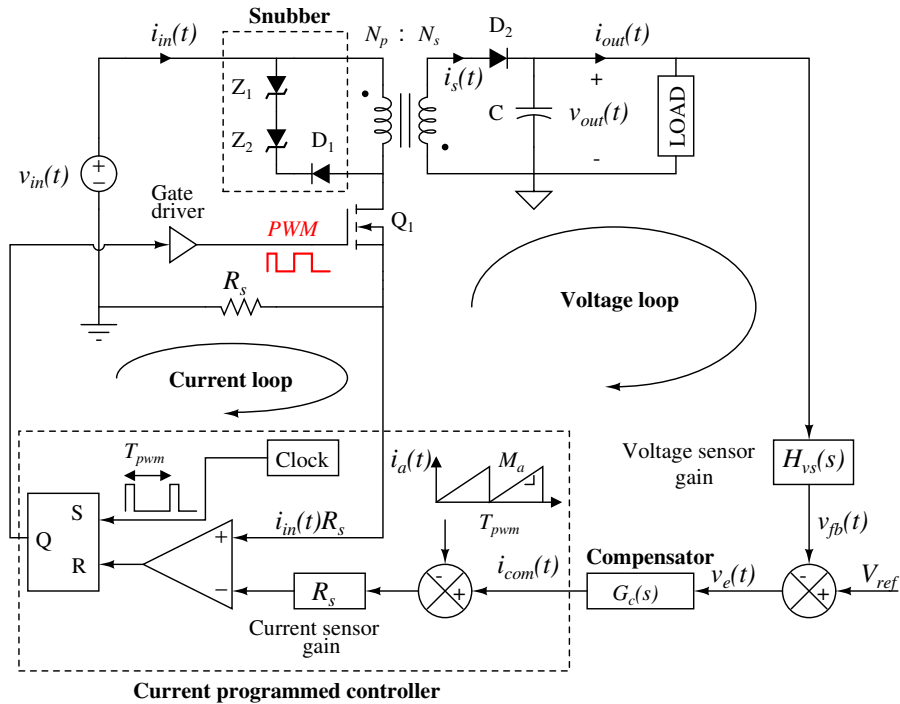 Snubber
i_in(t)
N_p : N_s
D_2
i_out(t)
i_s(t)
+
Z_1
C
v_out(t)
LOAD
Z_2
D_1
-
v_in(t)
+
−
Gate
driver
PWM
Q_1
R_s
Voltage loop
Current loop
T_pwm
Clock
i_a(t)
M_a
T_pwm
Voltage sensor
gain
H_vs(s)
S
Q
R
+
−
i_in(t)R_s
i_com(t)
v_fb(t)
Compensator
v_e(t)
V_ref
R_s
-
+
G_c(s)
-
+
Current sensor
gain
Current programmed controller